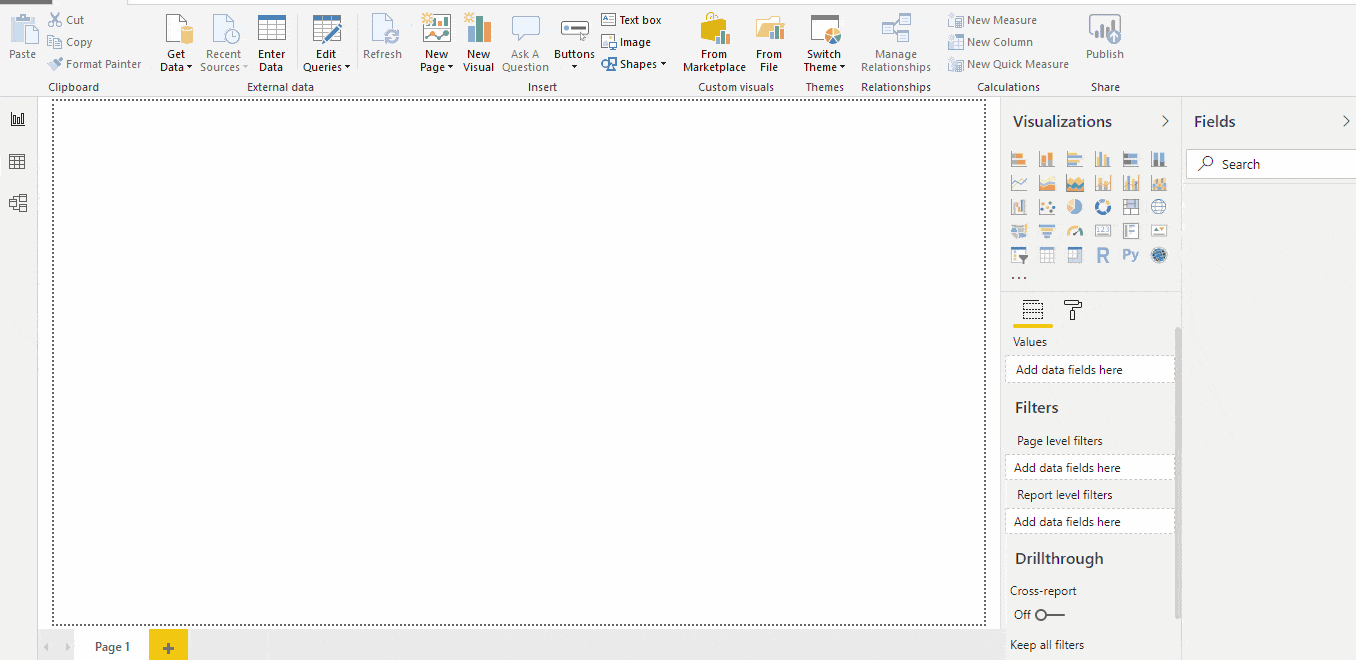 Paste
Cut
Copy
Format Painter
Clipboard
Get Data
Recent Sources
Enter Data
Edit Queries
External data
Refresh
New Page
New Visual
Ask A Question
Buttons
Text box
Image
Shapes
Insert
From Marketplace
From File
Custom visuals
Switch Theme
Themes
Manage Relationships
Relationships
New Measure
New Column
New Quick Measure
Calculations
Publish
Share
Visualizations
123
R
Py
...
Values
Add data fields here
Filters
Page level filters
Add data fields here
Report level filters
Add data fields here
Drillthrough
Cross-report
Off
Keep all filters
Fields
Search
Page 1
+